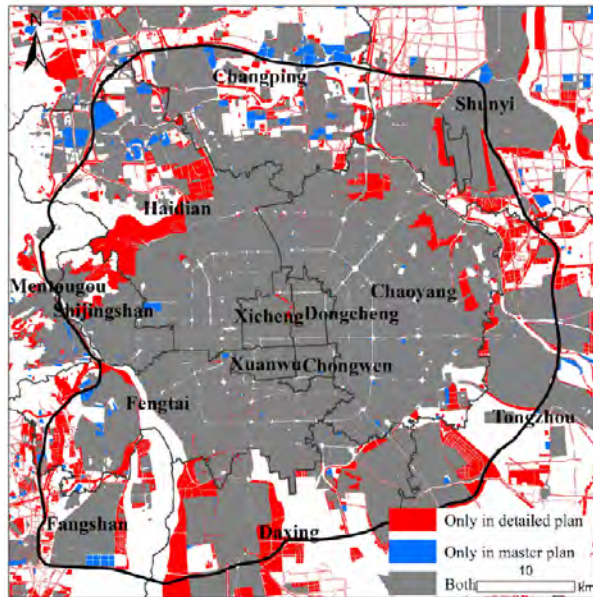 N
Changping
Shunyi
Haidian
Mentougou
Shijingshan
Chaoyang
Xicheng
Dongcheng
Xuanwu
Chongwen
Fengtai
Tongzhou
Fangshan
Daxing
Only in detailed plan
Only in master plan
Both
10
Km